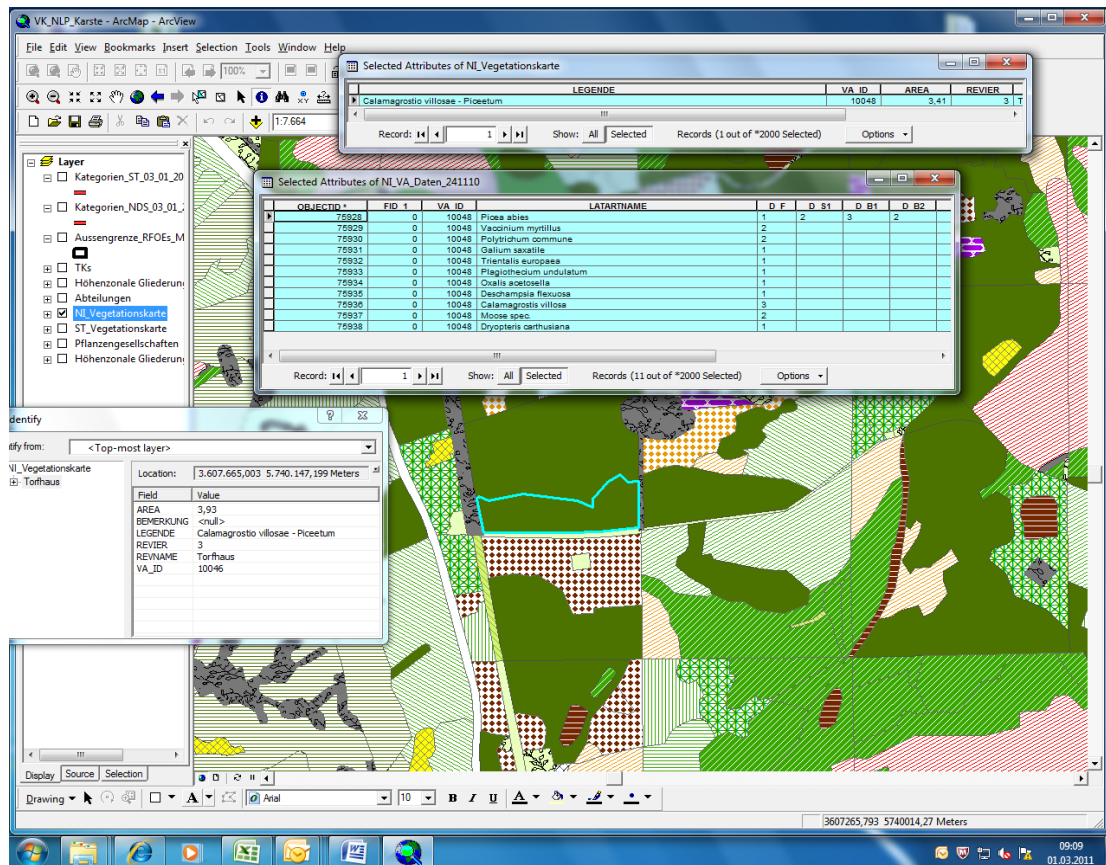 VK_NLP_Karste - ArcMap - ArcView
File Edit View Bookmarks Insert Selection Tools Window Help
100%
1:7.664
Selected Attributes of NI_Vegetationskarte
LEGENDE VA_ID AREA REVIER
Calamagrostio villosae - Piceetum 10048 3,41 3 T
Record: 1 Show: All Selected Records (1 out of *2000 Selected) Options
Layer
Kategorien_ST_03_01_20
Kategorien_NDS_03_01_2
Aussengrenze_RFOEs_M
TKs
Höhenzonale Gliederun
Abteilungen
NI_Vegetationskarte
ST_Vegetationskarte
Pflanzengesellschaften
Höhenzonale Gliederun
Selected Attributes of NI_VA_Daten_241110
OBJECTID * FID_1 VA_ID LATARTNAME D_F D_S1 D_B1 D_B2
75928 0 10048 Picea abies 1 2 3 2
75929 0 10048 Vaccinium myrtillus 2
75930 0 10048 Polytrichum commune 2
75931 0 10048 Galium saxatile 1
75932 0 10048 Trientalis europaea 1
75933 0 10048 Plagiothecium undulatum 1
75934 0 10048 Oxalis acetosella 1
75935 0 10048 Deschampsia flexuosa 1
75936 0 10048 Calamagrostis villosa 3
75937 0 10048 Moose spec. 2
75938 0 10048 Dryopteris carthusiana 1
Record: 1 Show: All Selected Records (11 out of *2000 Selected) Options
dentify
tify from: <Top-most layer>
NI_Vegetationskarte
Torfhaus
Location: 3.607.665,003 5.740.147,199 Meters
Field Value
AREA 3,93
BEMERKUNG <null>
LEGENDE Calamagrostio villosae - Piceetum
REVIER 3
REVNAME Torfhaus
VA_ID 10046
Display Source Selection
Drawing A Arial 10 B I U A
3607265,793 5740014,27 Meters
09:09
01.03.2011